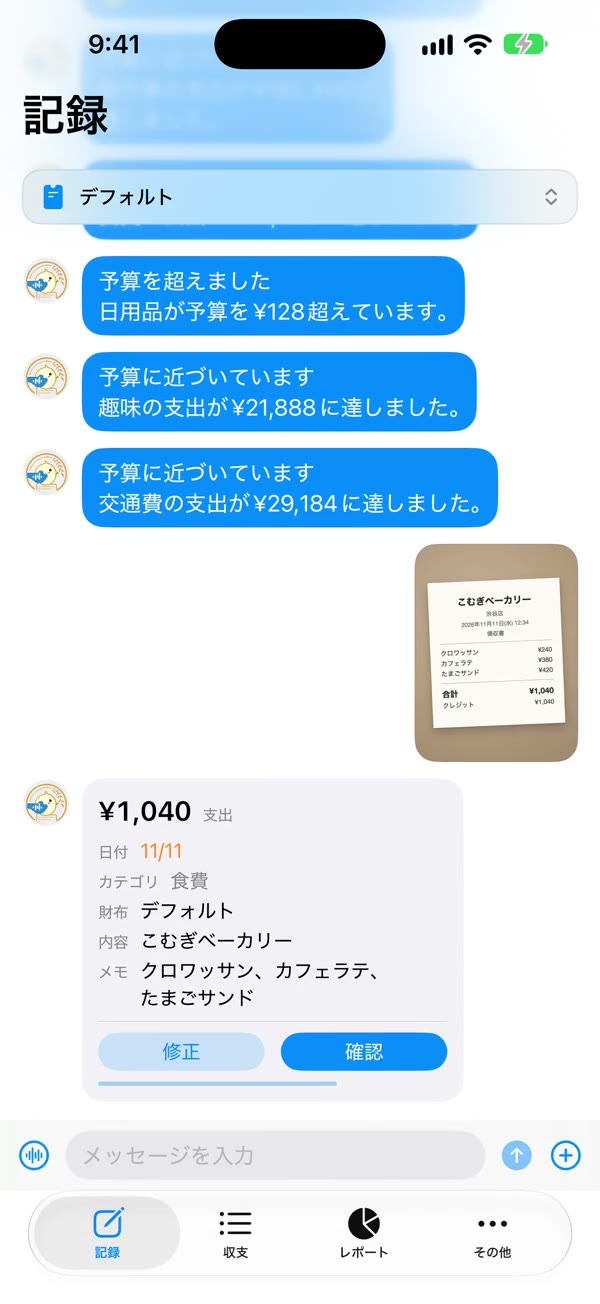 9:41
記録
デフォルト
予算を超えました
日用品が予算を¥128超えています。
予算に近づいています
趣味の支出が¥21,888に達しました。
予算に近づいています
交通費の支出が¥29,184に達しました。
こむぎベーカリー
渋谷店
2026年11月11日(水) 12:34
領収書
クロワッサン ¥240
カフェラテ ¥380
たまごサンド ¥420
合計 ¥1,040
クレジット ¥1,040
¥1,040 支出
日付 11/11
カテゴリ 食費
財布 デフォルト
内容 こむぎベーカリー
メモ クロワッサン、カフェラテ、
たまごサンド
修正 確認
メッセージを入力
記録 収支 レポート その他